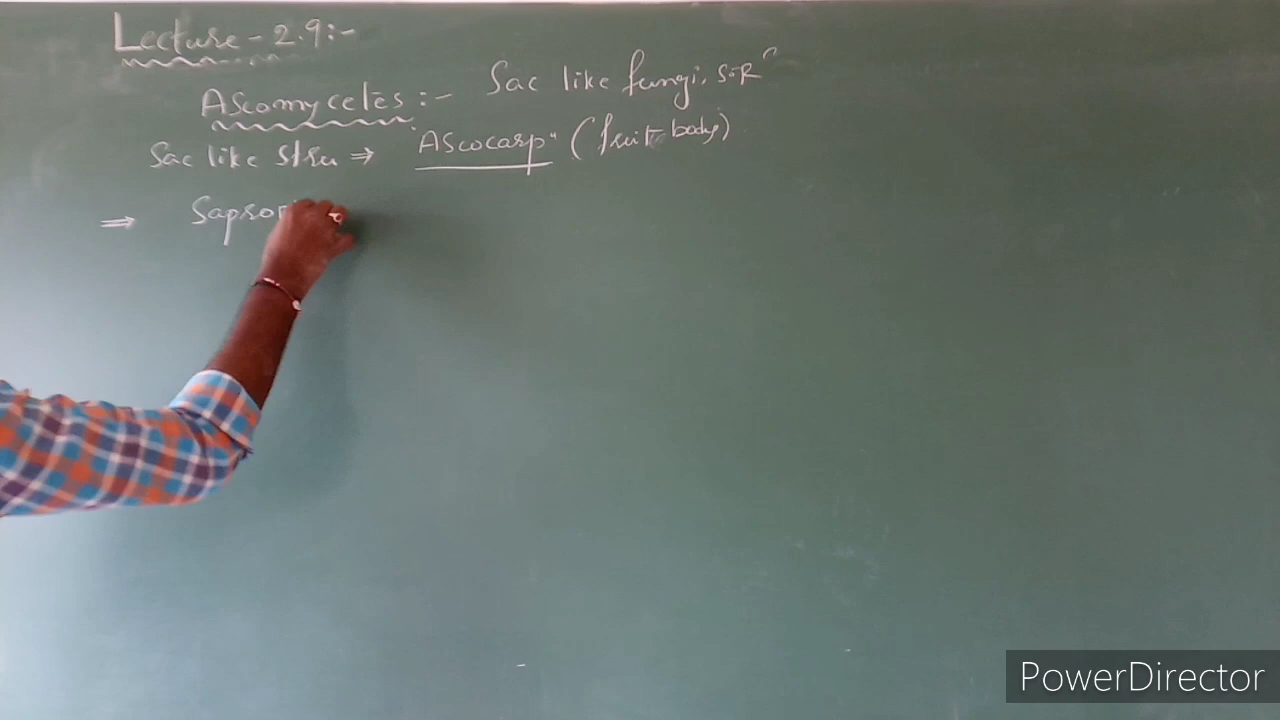 Lecture - 2.9:-
Ascomycetes :- Sac like fungi. S.R^n
Sac like stru ⇒ Ascocarp" (fruit body)
⇒ Sapro
PowerDirector